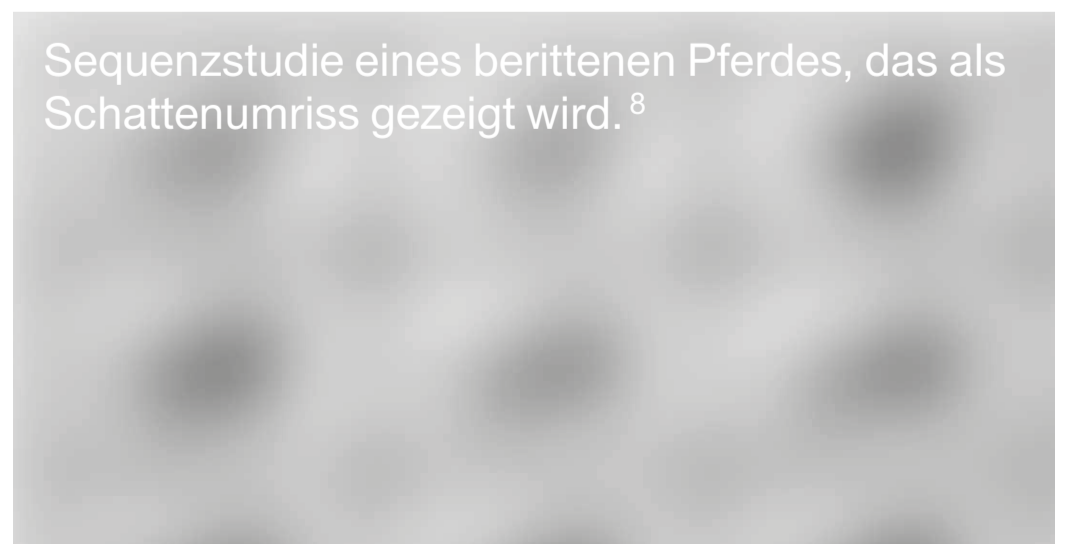 Sequenzstudie eines berittenen Pferdes, das als
Schattenumriss gezeigt wird. 8